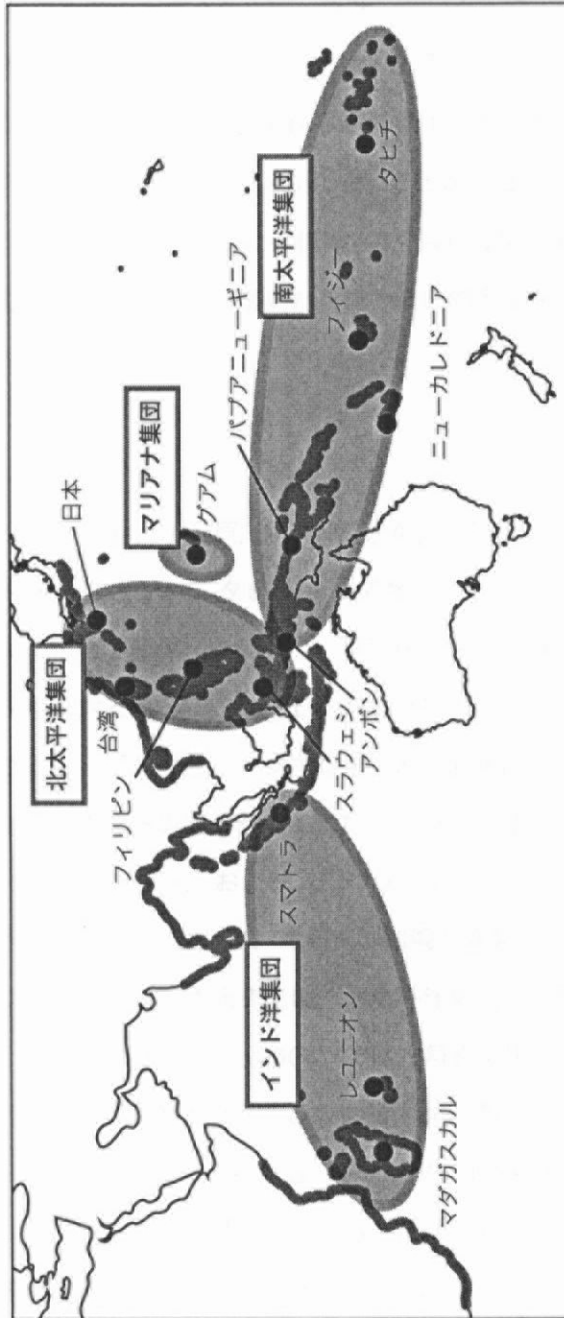 北太平洋集団
日本
マリアナ集団
グアム
台湾
フィリピン
南太平洋集団
パプアニューギニア
フィジー
タヒチ
ニューカレドニア
スラウェシ
アンボン
インド洋集団
スマトラ
レユニオン
マダガスカル